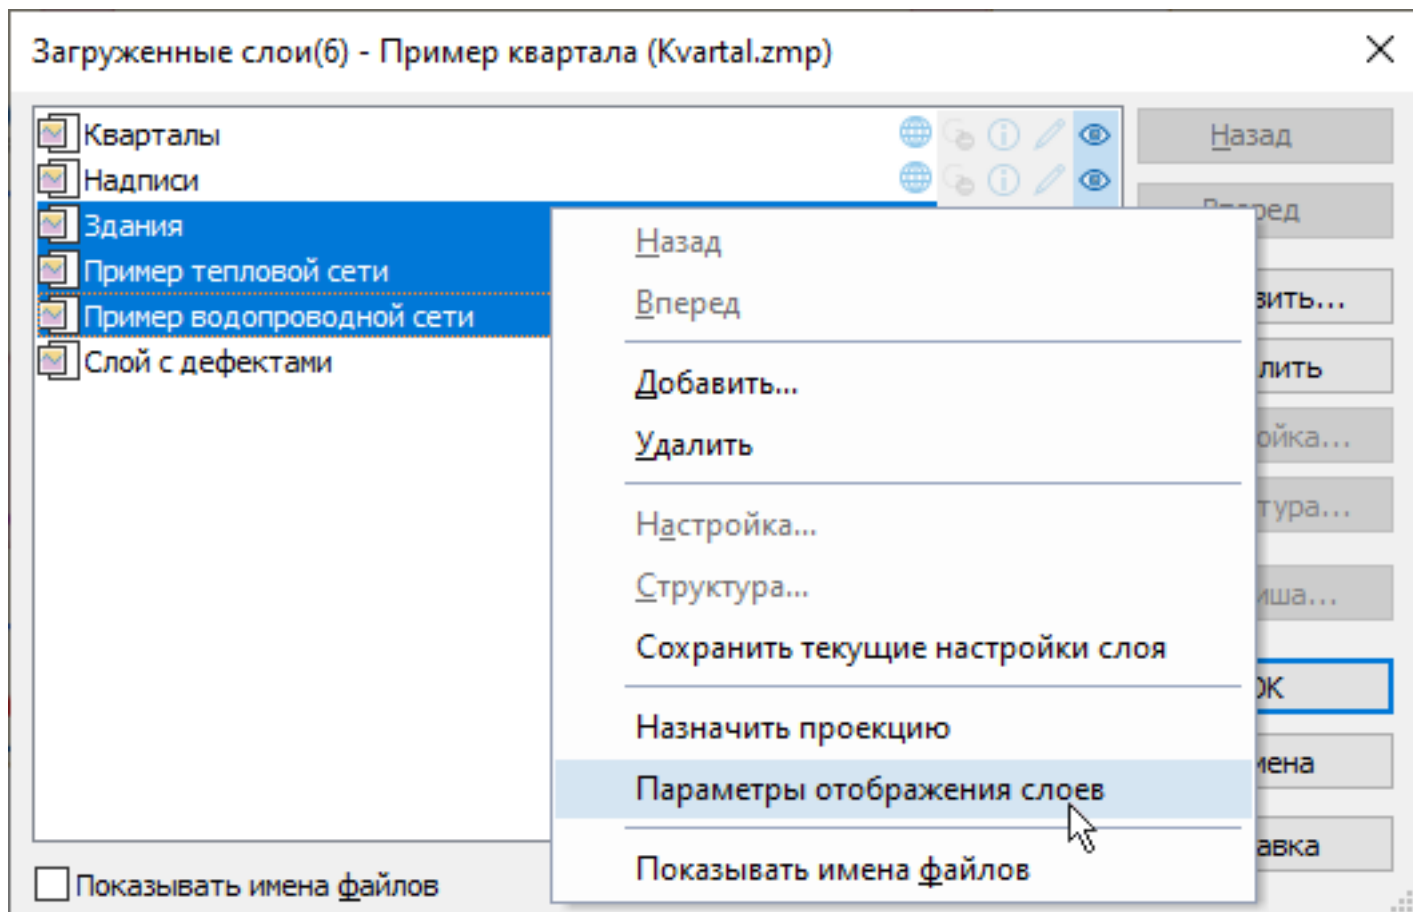 Загруженные слои(6) - Пример квартала (Kvartal.zmp)
Кварталы
Надписи
Здания
Пример тепловой сети
Пример водопроводной сети
Слой с дефектами
Показывать имена файлов
Назад
Назад
Вперед
Добавить...
Удалить
Настройка...
Структура...
Сохранить текущие настройки слоя
Назначить проекцию
Параметры отображения слоев
Показывать имена файлов